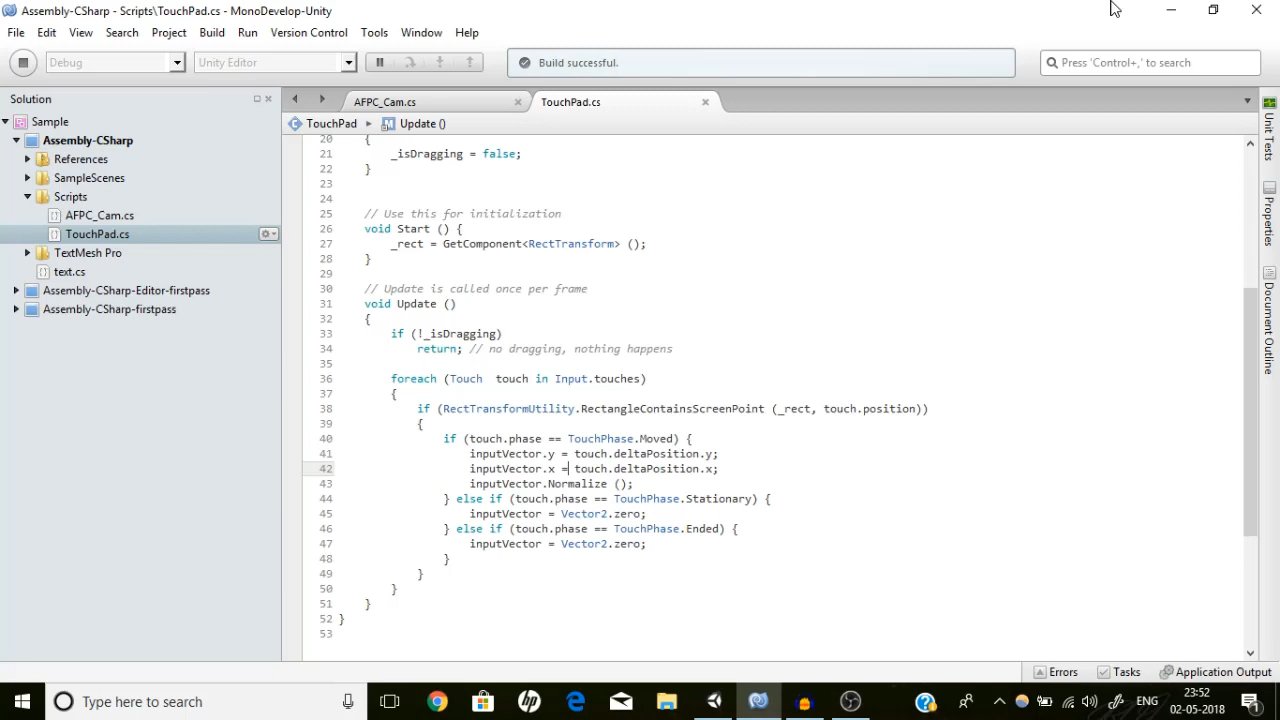 Assembly-CSharp - Scripts\TouchPad.cs - MonoDevelop-Unity
File Edit View Search Project Build Run Version Control Tools Window Help
Debug Unity Editor Build successful. Press 'Control+,' to search
Solution
AFPC_Cam.cs TouchPad.cs
Sample
TouchPad Update ()
Assembly-CSharp
References
SampleScenes
Scripts
AFPC_Cam.cs
TouchPad.cs
TextMesh Pro
text.cs
Assembly-CSharp-Editor-firstpass
Assembly-CSharp-firstpass
20 {
21 _isDragging = false;
22 }
23
24
25 // Use this for initialization
26 void Start () {
27 _rect = GetComponent<RectTransform> ();
28 }
29
30 // Update is called once per frame
31 void Update ()
32 {
33 if (!_isDragging)
34 return; // no dragging, nothing happens
35
36 foreach (Touch  touch in Input.touches)
37 {
38 if (RectTransformUtility.RectangleContainsScreenPoint (_rect, touch.position))
39 {
40 if (touch.phase == TouchPhase.Moved) {
41 inputVector.y = touch.deltaPosition.y;
42 inputVector.x = touch.deltaPosition.x;
43 inputVector.Normalize ();
44 } else if (touch.phase == TouchPhase.Stationary) {
45 inputVector = Vector2.zero;
46 } else if (touch.phase == TouchPhase.Ended) {
47 inputVector = Vector2.zero;
48 }
49 }
50 }
51 }
52 }
53
Unit Tests
Properties
Document Outline
Errors Tasks Application Output
Type here to search
ENG
23:52
02-05-2018